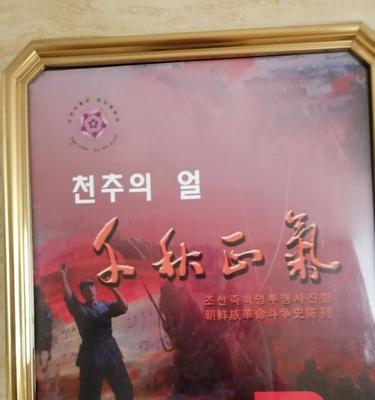 천추의 얼
千秋正氣
조선족혁명투쟁사진렬
朝鮮族革命斗争史陈列